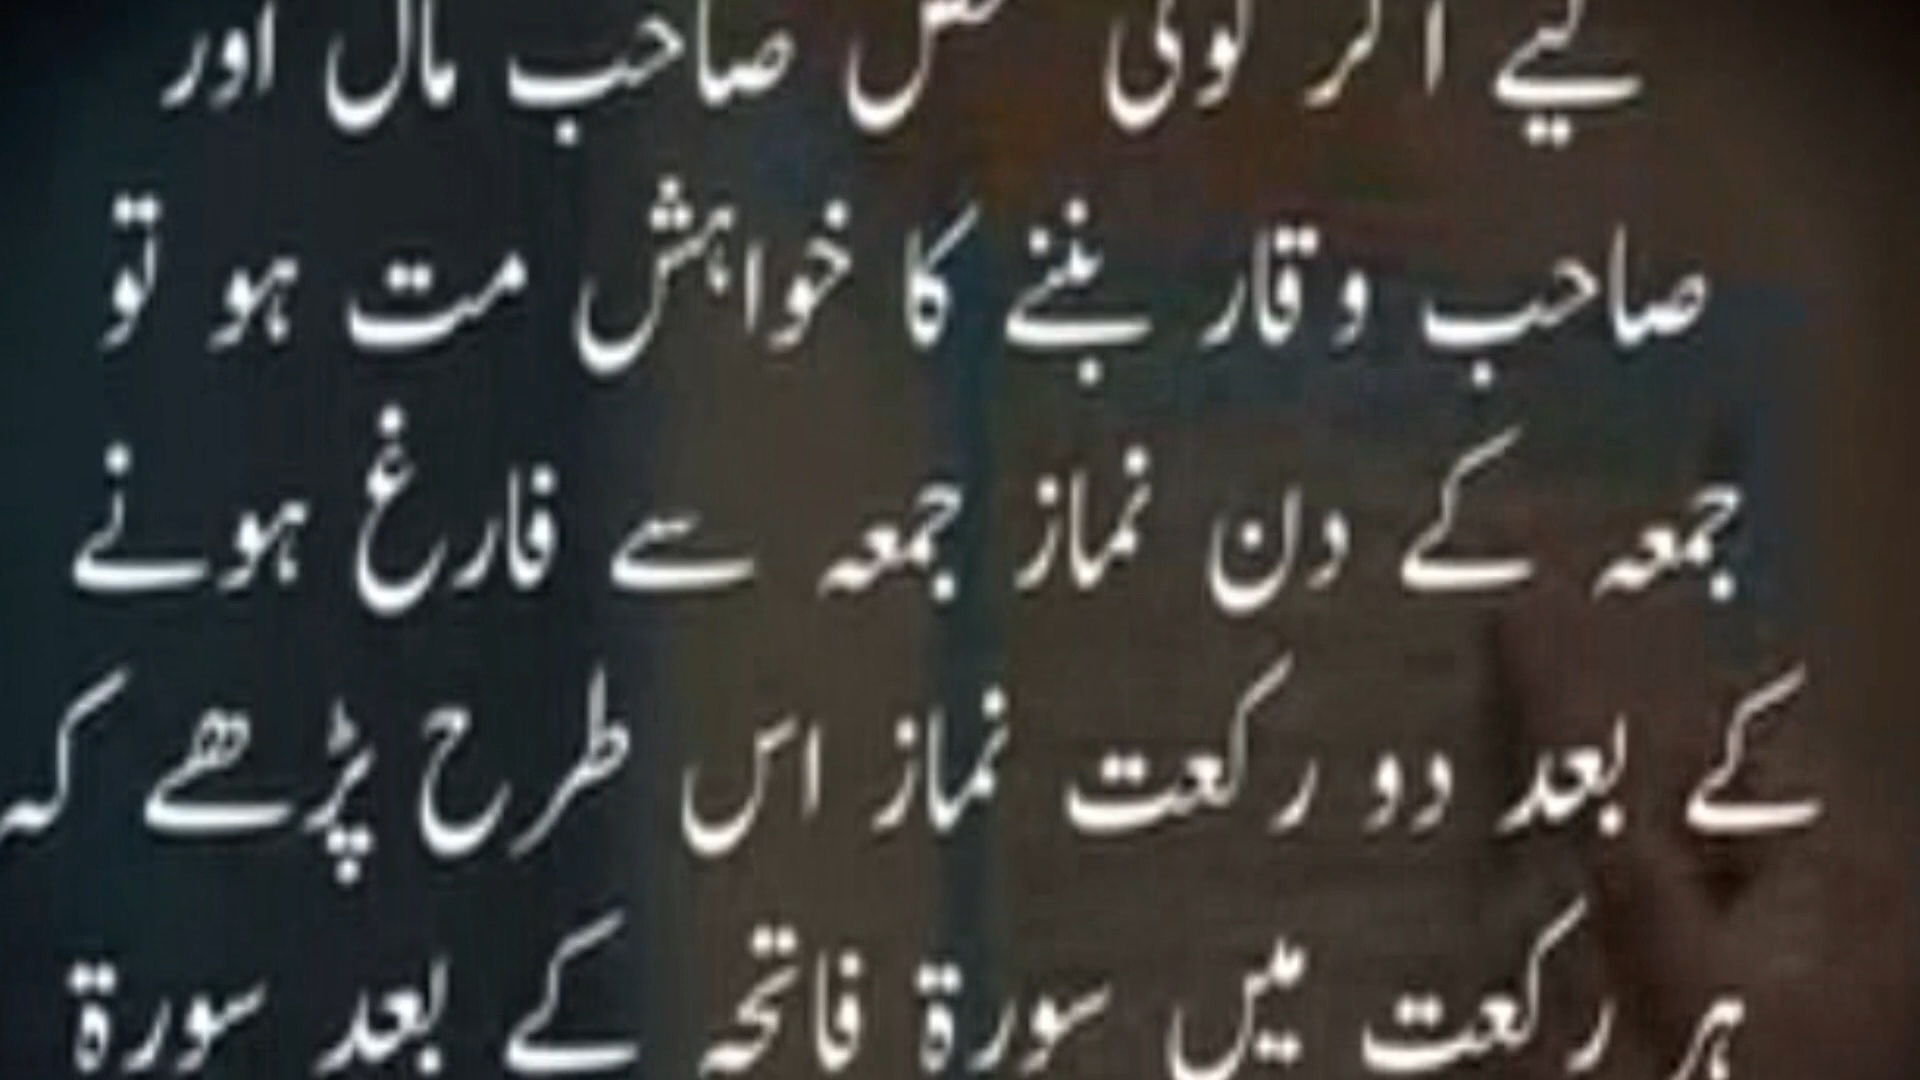 لیے اگر کوئی شخص صاحب مال اور
صاحب وقار بننے کا خواہش مت ہو تو
جمعہ کے دن نماز جمعہ سے فارغ ہونے
کے بعد دو رکعت نماز اس طرح پڑھے کہ
ہر رکعت میں سورۃ فاتحہ کے بعد سورۃ